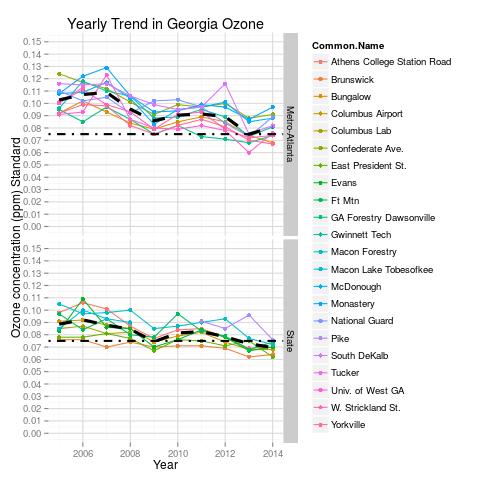 Yearly Trend in Georgia Ozone
Ozone concentration (ppm) Standard
0.15
0.14
0.13
0.12
0.11
0.10
0.09
0.08
0.07
0.06
0.05
0.04
0.03
0.02
0.01
0.00
Metro-Atlanta
0.15
0.14
0.13
0.12
0.11
0.10
0.09
0.08
0.07
0.06
0.05
0.04
0.03
0.02
0.01
0.00
State
2006
2008
2010
2012
2014
Year
Common.Name
Athens College Station Road
Brunswick
Bungalow
Columbus Airport
Columbus Lab
Confederate Ave.
East President St.
Evans
Ft Mtn
GA Forestry Dawsonville
Gwinnett Tech
Macon Forestry
Macon Lake Tobesofkee
McDonough
Monastery
National Guard
Pike
South DeKalb
Tucker
Univ. of West GA
W. Strickland St.
Yorkville